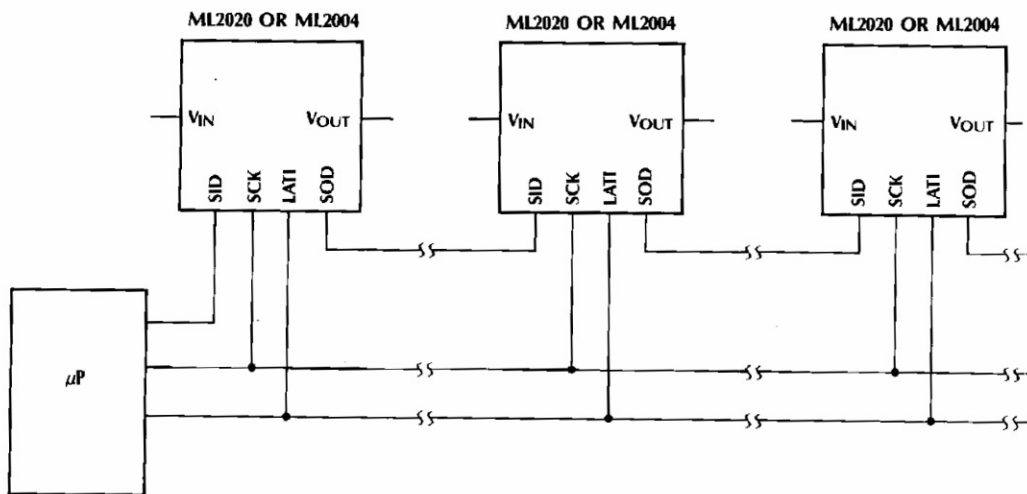 ML2020 OR ML2004
ML2020 OR ML2004
ML2020 OR ML2004
VIN
VOUT
VIN
VOUT
VIN
VOUT
SID
SCK
LATI
SOD
SID
SCK
LATI
SOD
SID
SCK
LATI
SOD
μP